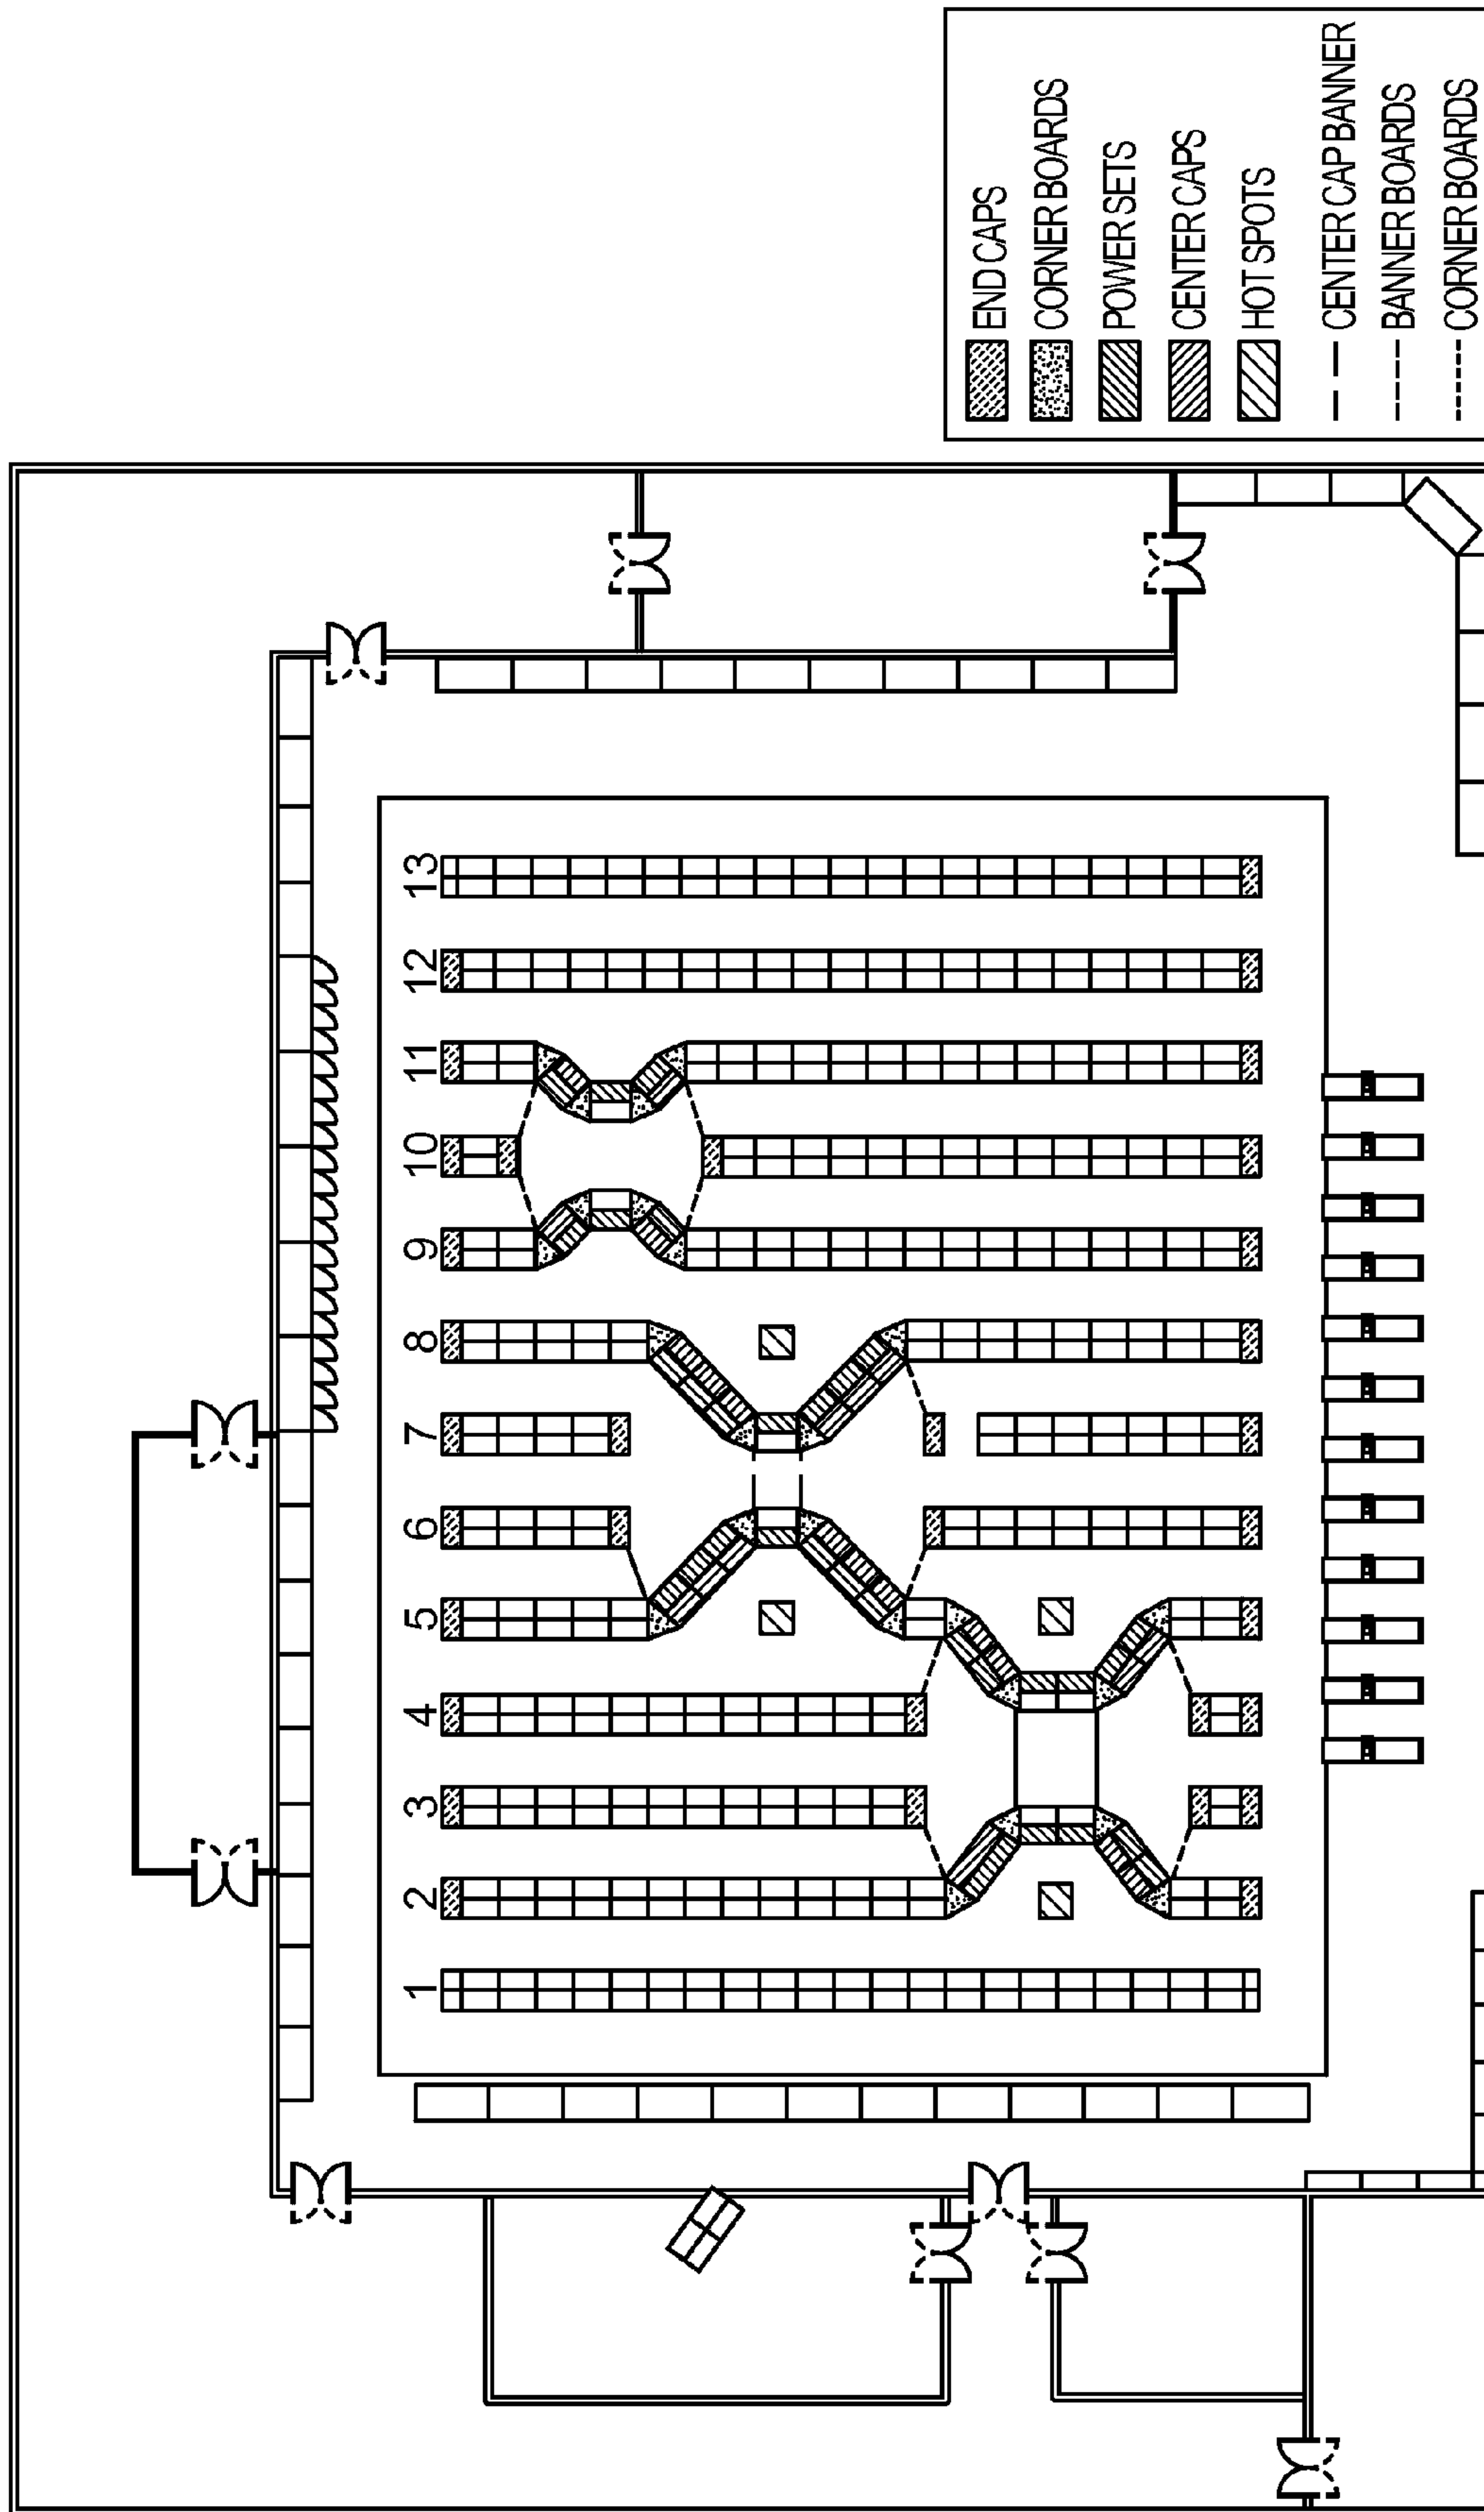 1
2
3
4
5
6
7
8
9
10
11
12
13
END CAPS
CORNER BOARDS
POWER SETS
CENTER CAPS
HOT SPOTS
CENTER CAP BANNER
BANNER BOARDS
CORNER BOARDS